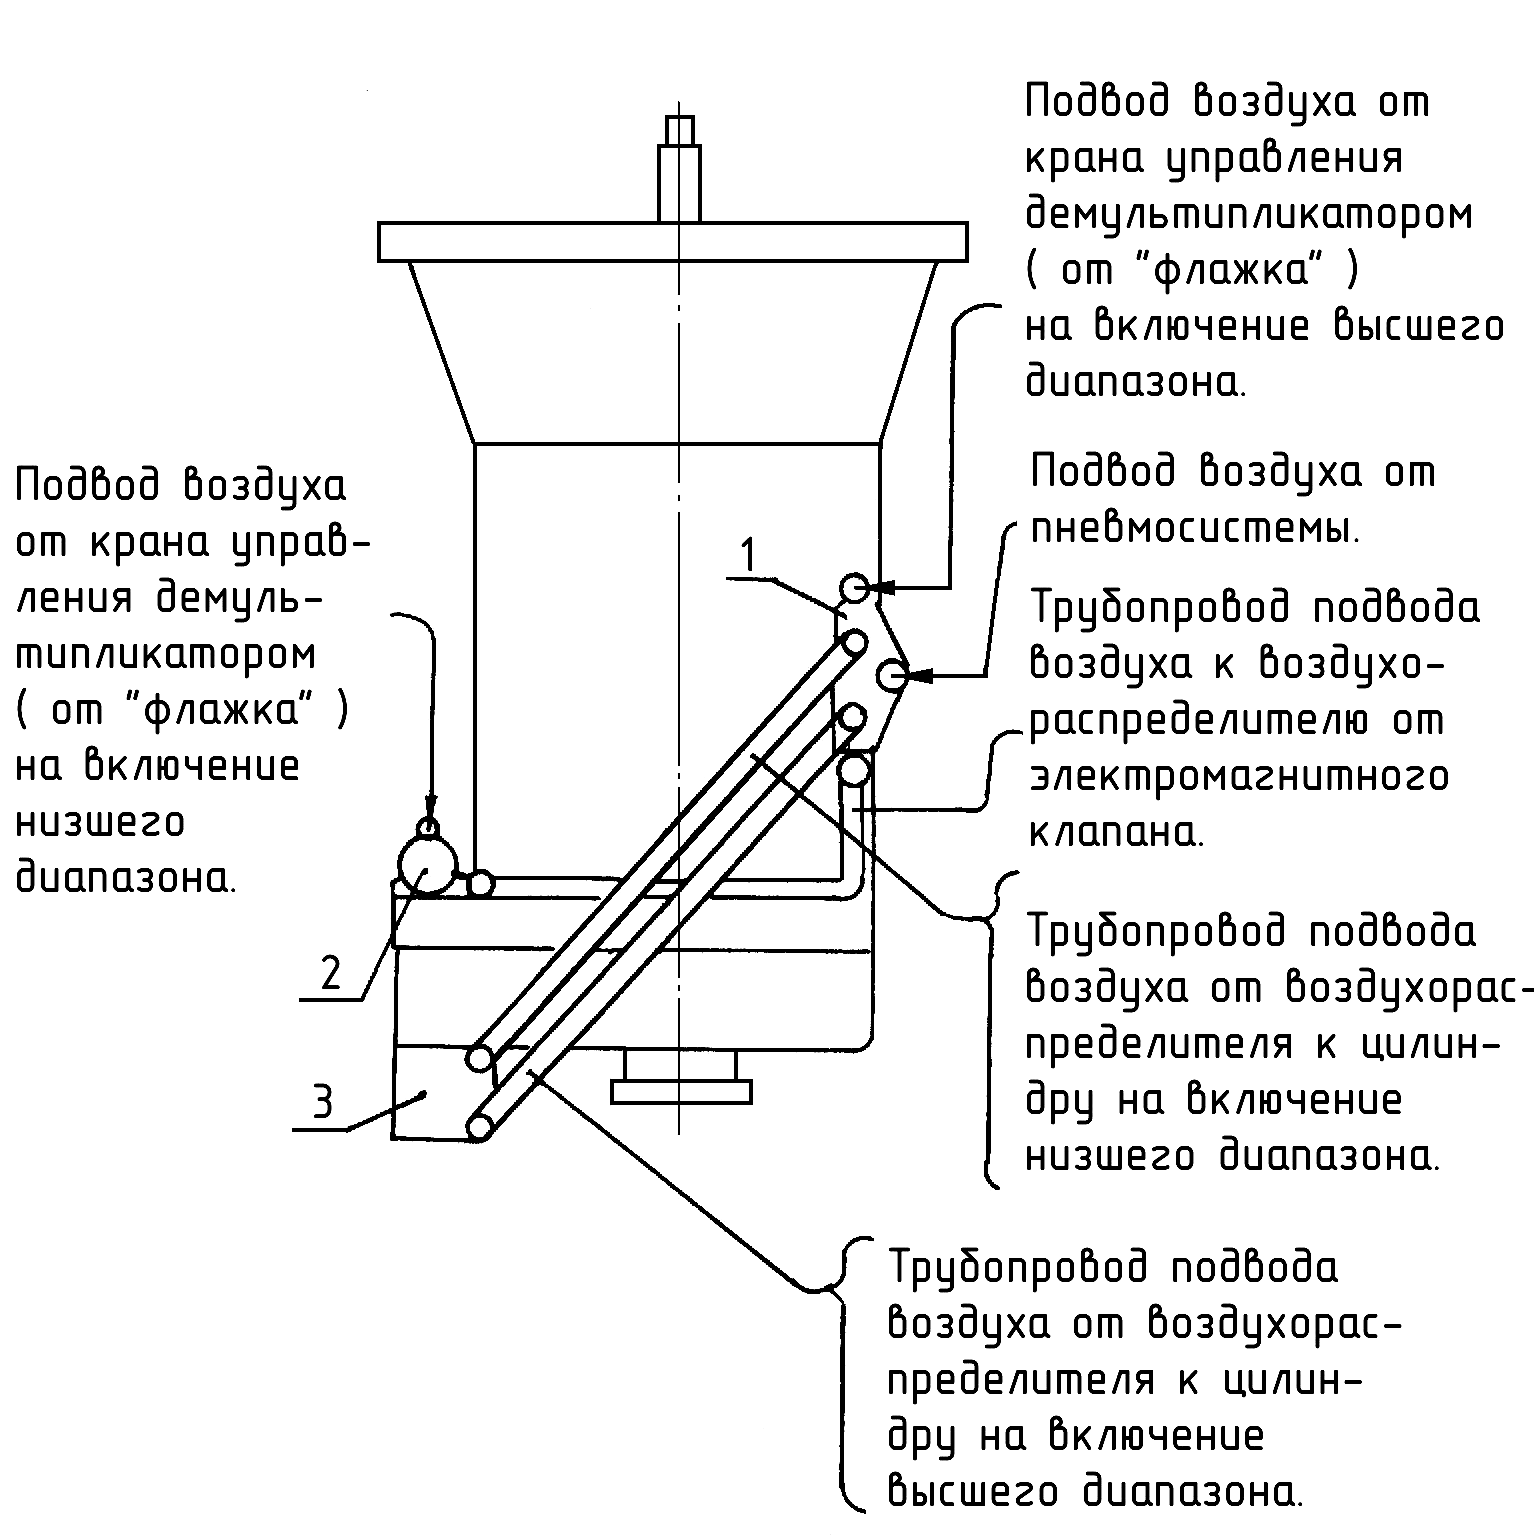 Подвод воздуха от
крана управления
демультипликатором
( от "флажка" )
на включение высшего
диапазона.
Подвод воздуха
от крана управ-
ления демуль-
типликатором
( от "флажка" )
на включение
низшего
диапазона.
Подвод воздуха от
пневмосистемы.
1
Трубопровод подвода
воздуха к воздухо-
распределителю от
электромагнитного
клапана.
2
Трубопровод подвода
воздуха от воздухорас-
пределителя к цилин-
дру на включение
низшего диапазона.
3
Трубопровод подвода
воздуха от воздухорас-
пределителя к цилин-
дру на включение
высшего диапазона.